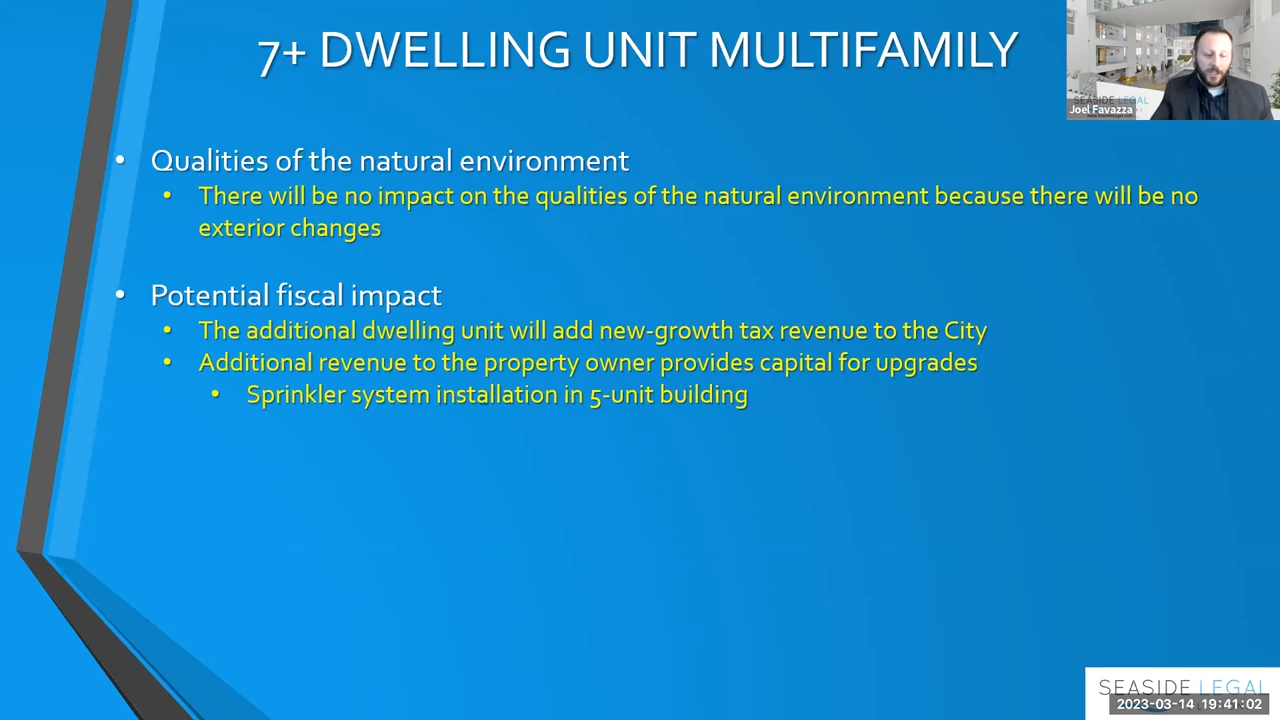 7+ DWELLING UNIT MULTIFAMILY
SEASIDE LEGAL
Joel Favazza
• Qualities of the natural environment
• There will be no impact on the qualities of the natural environment because there will be no
exterior changes
• Potential fiscal impact
• The additional dwelling unit will add new-growth tax revenue to the City
• Additional revenue to the property owner provides capital for upgrades
• Sprinkler system installation in 5-unit building
SEASIDE LEGAL
2023-03-14 19:41:02